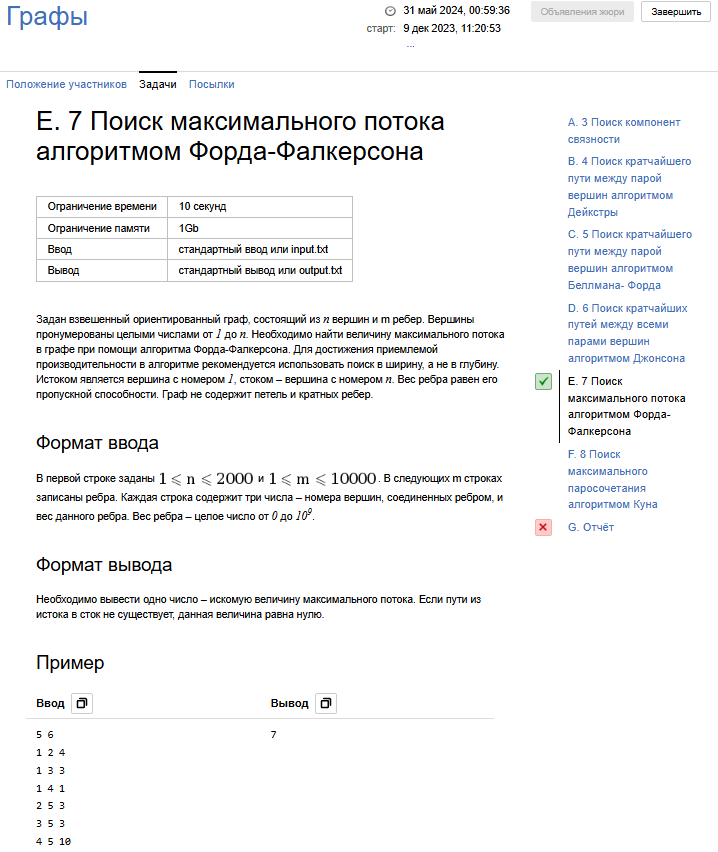 Графы
31 май 2024, 00:59:36
старт: 9 дек 2023, 11:20:53
...
Объявления жюри
Завершить
Положение участников Задачи Посылки
E. 7 Поиск максимального потока
алгоритмом Форда-Фалкерсона
Ограничение времени 10 секунд
Ограничение памяти 1Gb
Ввод стандартный ввод или input.txt
Вывод стандартный вывод или output.txt
Задан взвешенный ориентированный граф, состоящий из n вершин и m ребер. Вершины
пронумерованы целыми числами от 1 до n. Необходимо найти величину максимального потока
в графе при помощи алгоритма Форда-Фалкерсона. Для достижения приемлемой
производительности в алгоритме рекомендуется использовать поиск в ширину, а не в глубину.
Истоком является вершина с номером 1, стоком – вершина с номером n. Вес ребра равен его
пропускной способности. Граф не содержит петель и кратных ребер.
Формат ввода
В первой строке заданы 1 ⩽ n ⩽ 2000 и 1 ⩽ m ⩽ 10000. В следующих m строках
записаны ребра. Каждая строка содержит три числа – номера вершин, соединенных ребром, и
вес данного ребра. Вес ребра – целое число от 0 до 10⁹.
Формат вывода
Необходимо вывести одно число – искомую величину максимального потока. Если пути из
истока в сток не существует, данная величина равна нулю.
Пример
Ввод Вывод
5 6 7
1 2 4
1 3 3
1 4 1
2 5 3
3 5 3
4 5 10
A. 3 Поиск компонент
связности
B. 4 Поиск кратчайшего
пути между парой
вершин алгоритмом
Дейкстры
C. 5 Поиск кратчайшего
пути между парой
вершин алгоритмом
Беллмана- Форда
D. 6 Поиск кратчайших
путей между всеми
парами вершин
алгоритмом Джонсона
E. 7 Поиск
максимального потока
алгоритмом Форда-
Фалкерсона
F. 8 Поиск
максимального
паросочетания
алгоритмом Куна
G. Отчёт